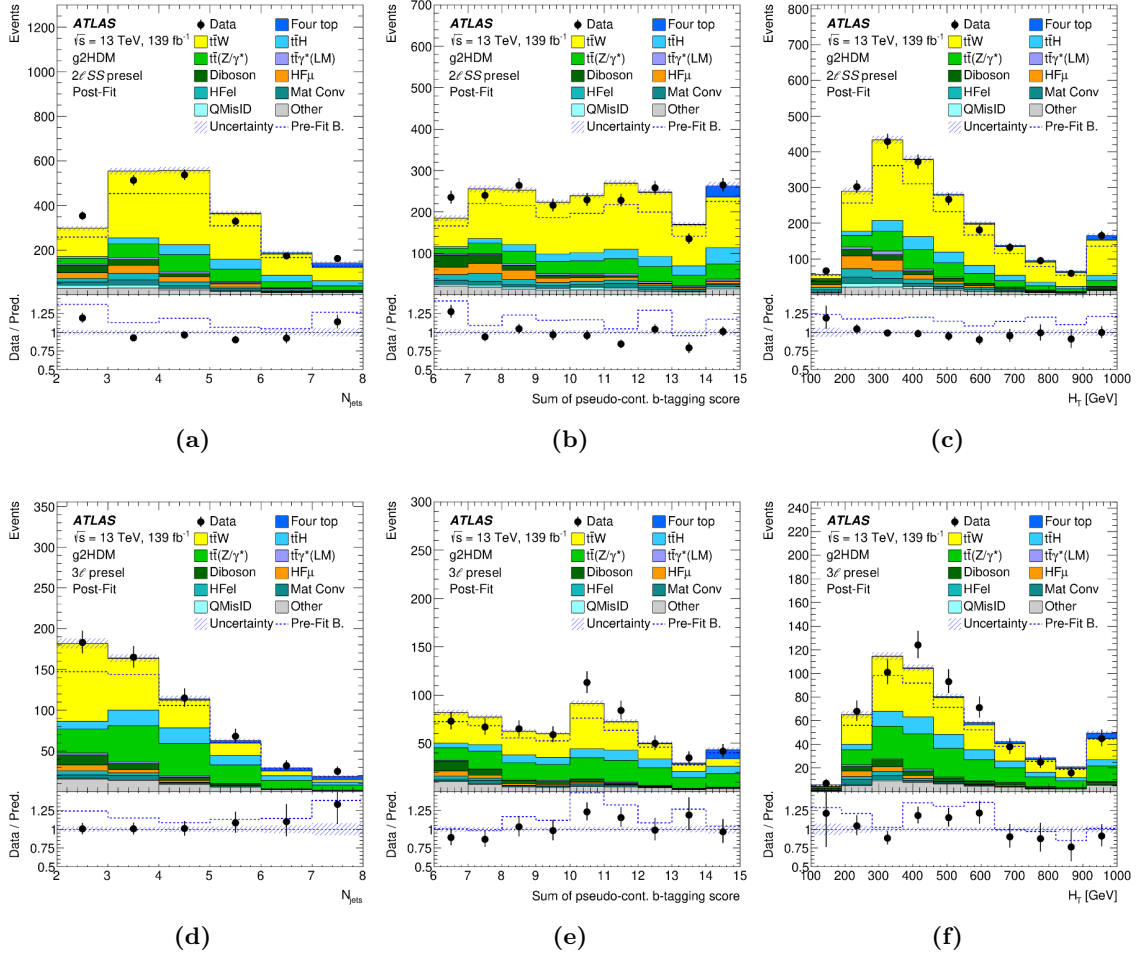 Events
ATLAS
√s = 13 TeV, 139 fb⁻¹
g2HDM
2ℓSS presel
Post-Fit
Data
Four top
tt̄W
tt̄H
tt̄(Z/γ*)
tt̄γ*(LM)
Diboson
HFμ
HFel
Mat Conv
QMisID
Other
Uncertainty
Pre-Fit B.
1200
1000
800
600
400
200
Data / Pred.
1.25
1
0.75
0.5
2 3 4 5 6 7 8
N_jets
(a)
Events
ATLAS
√s = 13 TeV, 139 fb⁻¹
g2HDM
2ℓSS presel
Post-Fit
Data
Four top
tt̄W
tt̄H
tt̄(Z/γ*)
tt̄γ*(LM)
Diboson
HFμ
HFel
Mat Conv
QMisID
Other
Uncertainty
Pre-Fit B.
700
600
500
400
300
200
100
Data / Pred.
1.25
1
0.75
0.5
6 7 8 9 10 11 12 13 14 15
Sum of pseudo-cont. b-tagging score
(b)
Events
ATLAS
√s = 13 TeV, 139 fb⁻¹
g2HDM
2ℓSS presel
Post-Fit
Data
Four top
tt̄W
tt̄H
tt̄(Z/γ*)
tt̄γ*(LM)
Diboson
HFμ
HFel
Mat Conv
QMisID
Other
Uncertainty
Pre-Fit B.
800
700
600
500
400
300
200
100
Data / Pred.
1.25
1
0.75
0.5
100 200 300 400 500 600 700 800 900 1000
H_T [GeV]
(c)
Events
ATLAS
√s = 13 TeV, 139 fb⁻¹
g2HDM
3ℓ presel
Post-Fit
Data
Four top
tt̄W
tt̄H
tt̄(Z/γ*)
tt̄γ*(LM)
Diboson
HFμ
HFel
Mat Conv
QMisID
Other
Uncertainty
Pre-Fit B.
350
300
250
200
150
100
50
Data / Pred.
1.25
1
0.75
0.5
2 3 4 5 6 7 8
N_jets
(d)
Events
ATLAS
√s = 13 TeV, 139 fb⁻¹
g2HDM
3ℓ presel
Post-Fit
Data
Four top
tt̄W
tt̄H
tt̄(Z/γ*)
tt̄γ*(LM)
Diboson
HFμ
HFel
Mat Conv
QMisID
Other
Uncertainty
Pre-Fit B.
300
250
200
150
100
50
Data / Pred.
1.25
1
0.75
0.5
6 7 8 9 10 11 12 13 14 15
Sum of pseudo-cont. b-tagging score
(e)
Events
ATLAS
√s = 13 TeV, 139 fb⁻¹
g2HDM
3ℓ presel
Post-Fit
Data
Four top
tt̄W
tt̄H
tt̄(Z/γ*)
tt̄γ*(LM)
Diboson
HFμ
HFel
Mat Conv
QMisID
Other
Uncertainty
Pre-Fit B.
240
220
200
180
160
140
120
100
80
60
40
20
Data / Pred.
1.25
1
0.75
0.5
100 200 300 400 500 600 700 800 900 1000
H_T [GeV]
(f)